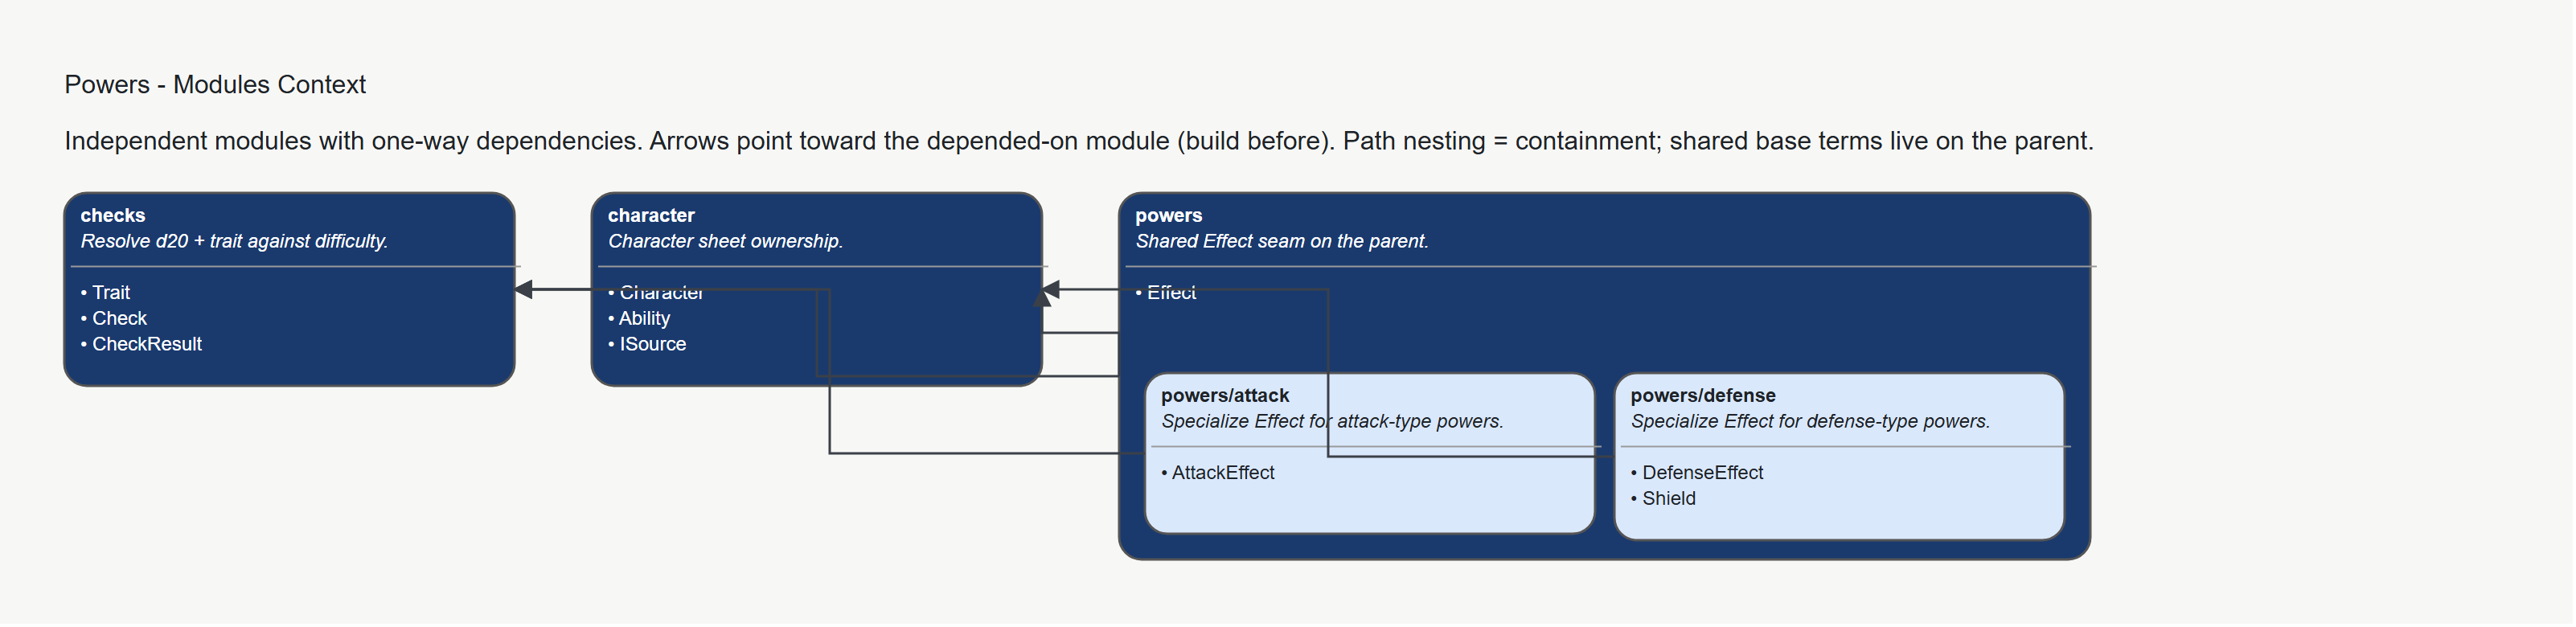 Powers - Modules Context
Independent modules with one-way dependencies. Arrows point toward the depended-on module (build before). Path nesting = containment; shared base terms live on the parent.
checks
Resolve d20 + trait against difficulty.
• Trait
• Check
• CheckResult
character
Character sheet ownership.
• Character
• Ability
• ISource
powers
Shared Effect seam on the parent.
• Effect
powers/attack
Specialize Effect for attack-type powers.
• AttackEffect
powers/defense
Specialize Effect for defense-type powers.
• DefenseEffect
• Shield